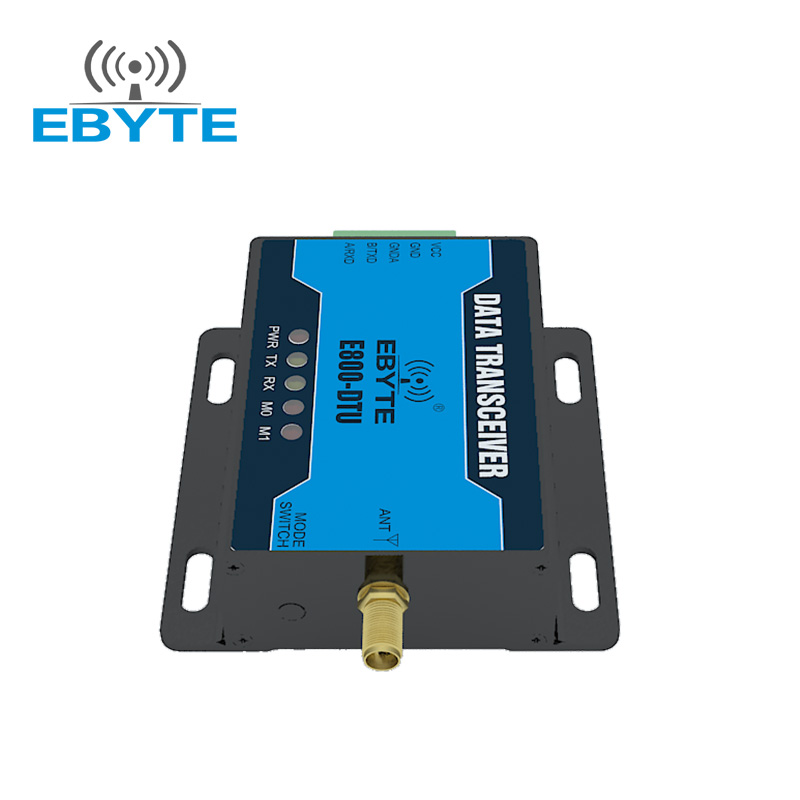 EBYTE
VCC
GND
GNDA
B/TXD
A/RXD
DATA TRANSCEIVER
EBYTE
®
E800-DTU
PWR
TX
RX
M0
M1
ANT
MODE
SWITCH